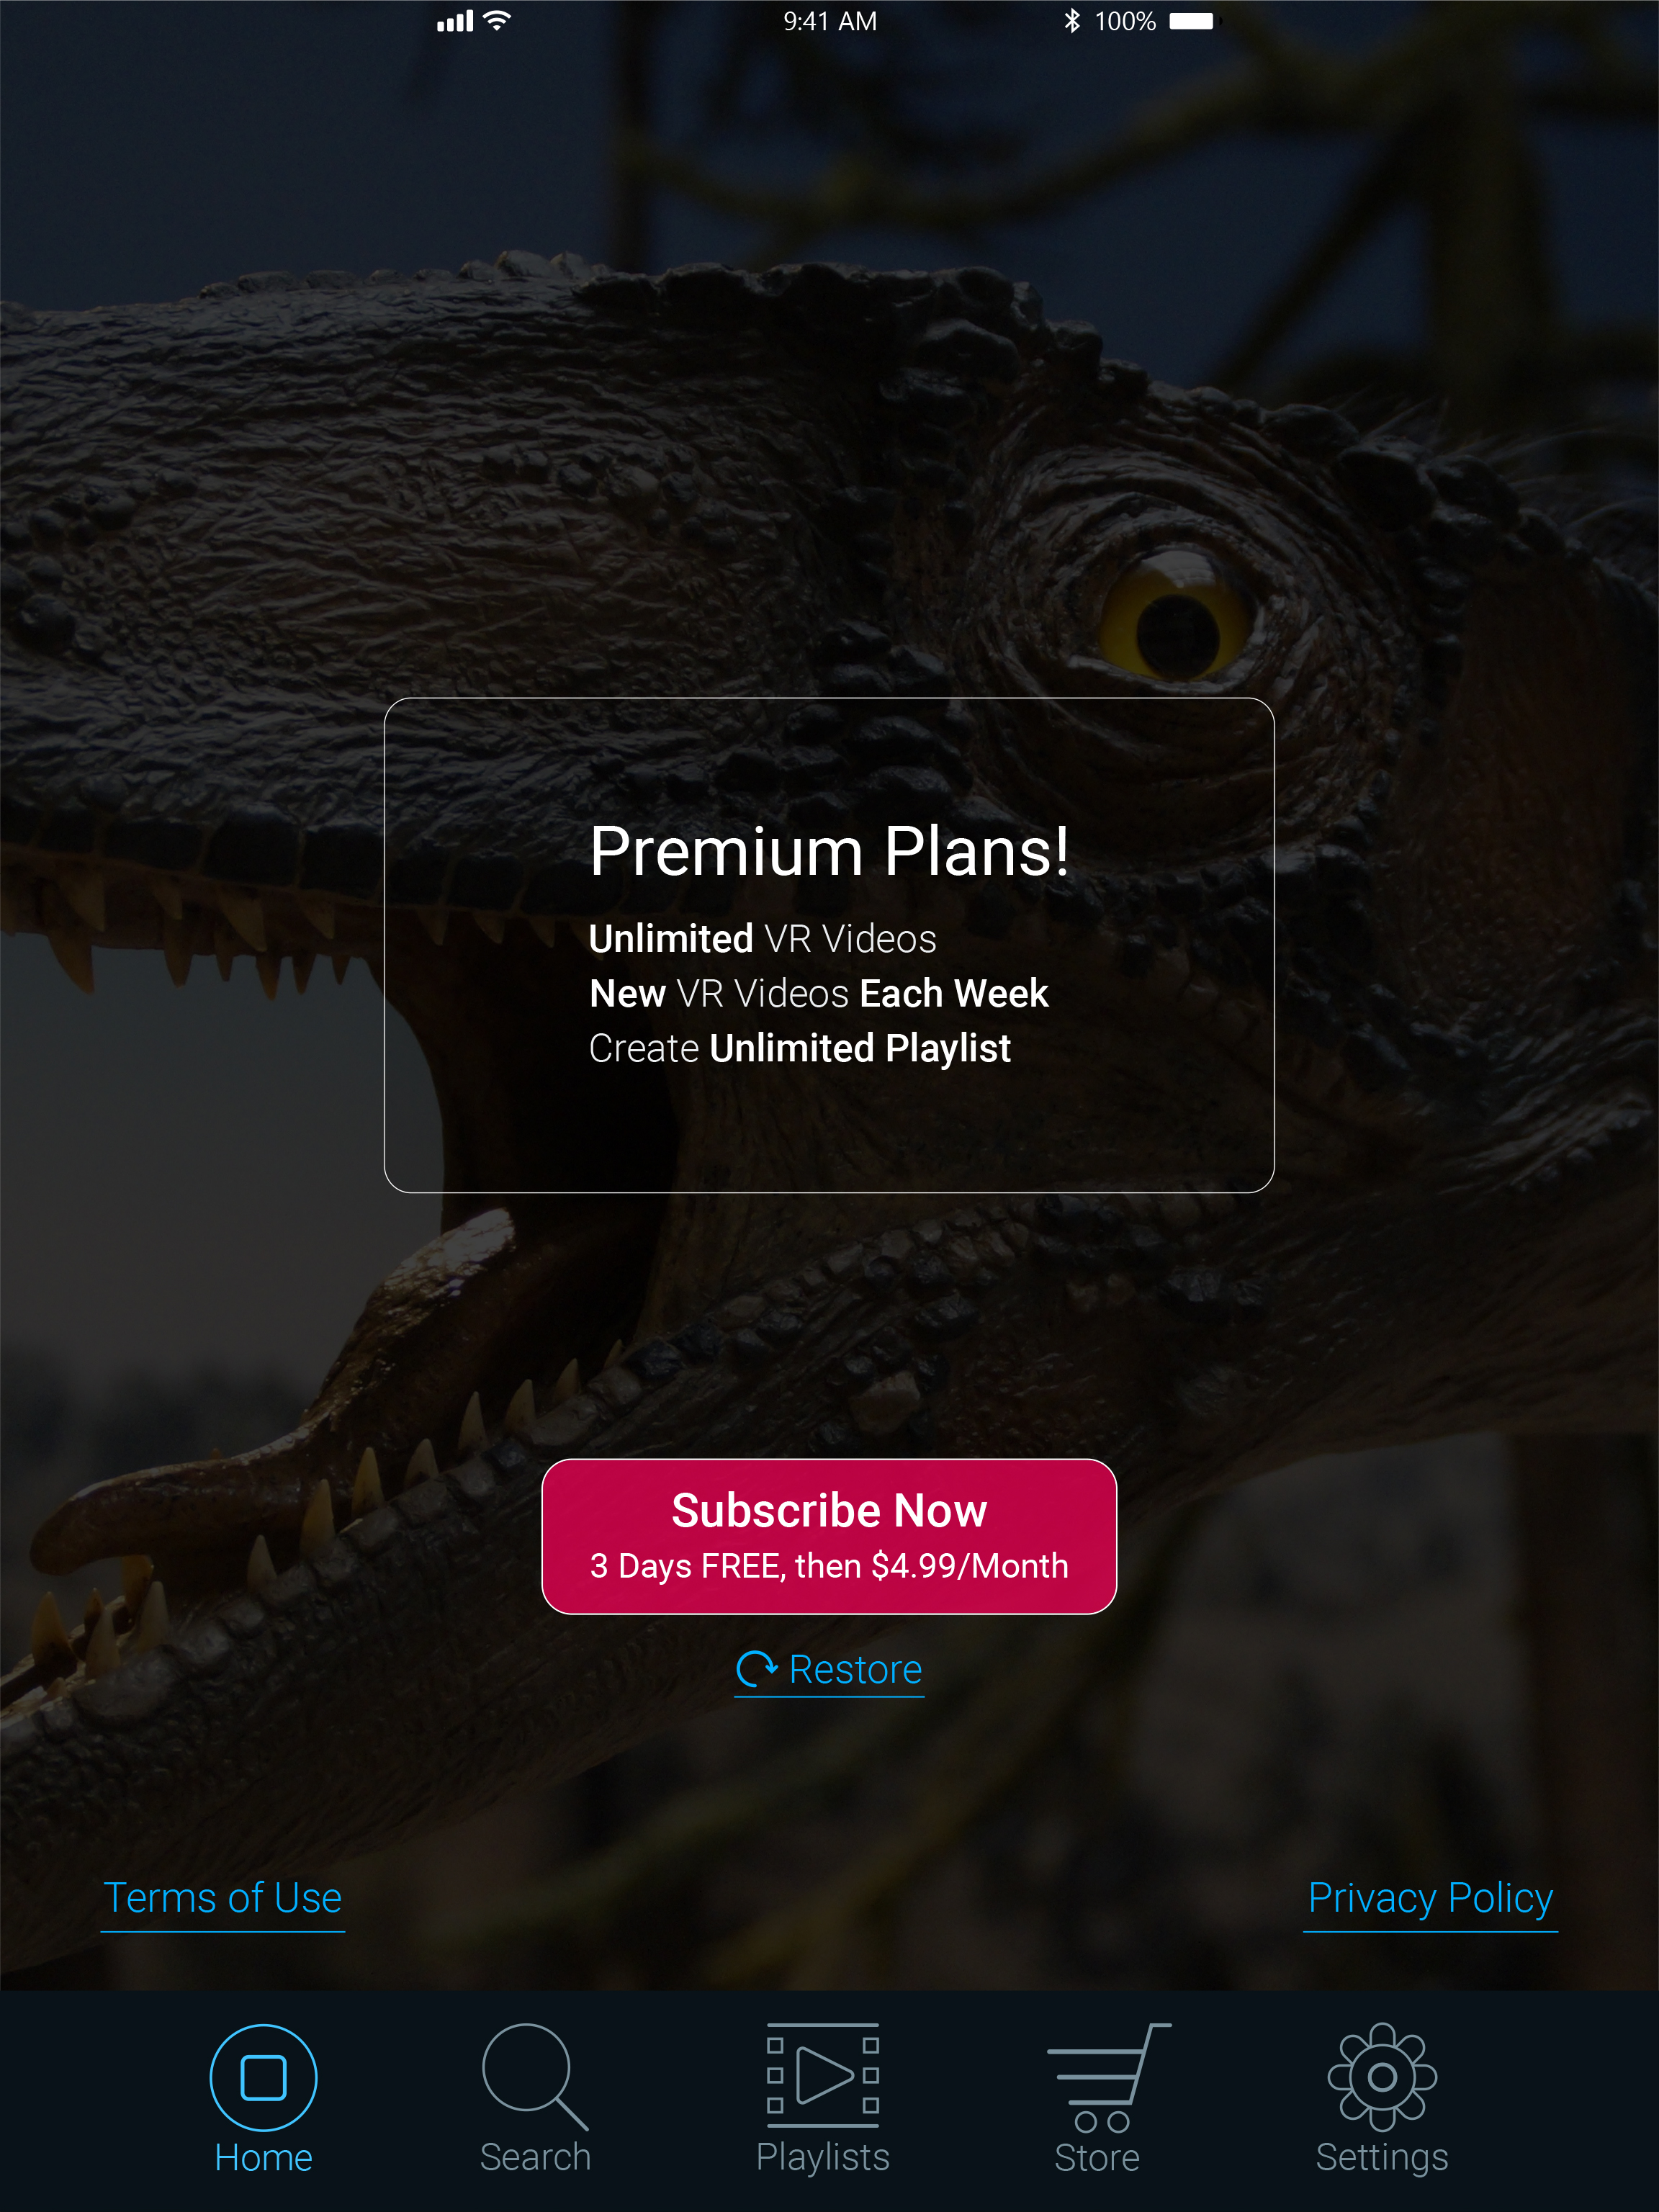 9:41 AM
100%
Premium Plans!
Unlimited VR Videos
New VR Videos Each Week
Create Unlimited Playlist
Subscribe Now
3 Days FREE, then $4.99/Month
Restore
Terms of Use
Privacy Policy
Home
Search
Playlists
Store
Settings